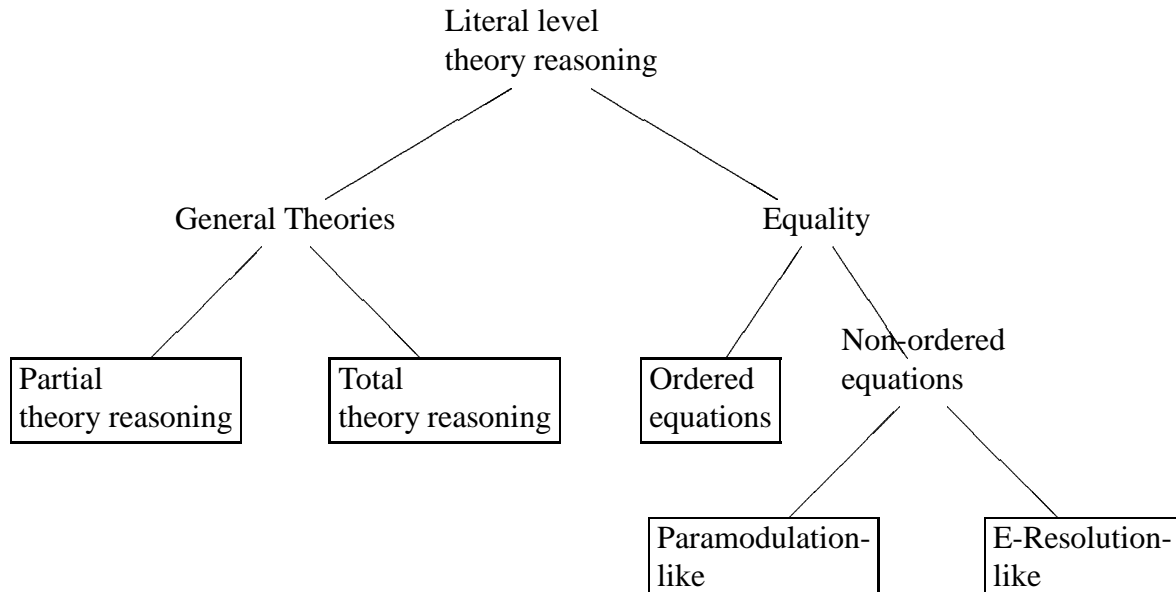 Literal level
theory reasoning
General Theories
Equality
Partial
theory reasoning
Total
theory reasoning
Ordered
equations
Non-ordered
equations
Paramodulation-
like
E-Resolution-
like